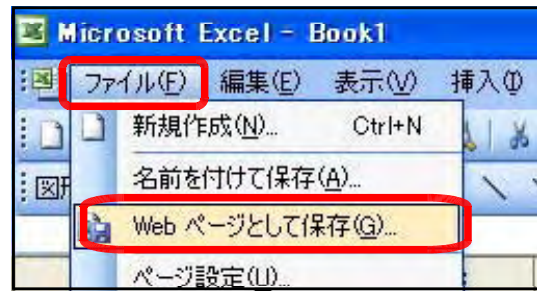 Microsoft Excel - Book1
ファイル(F) 編集(E) 表示(V) 挿入(I)
新規作成(N)... Ctrl+N
名前を付けて保存(A)...
Web ページとして保存(G)...
ページ設定(U)...